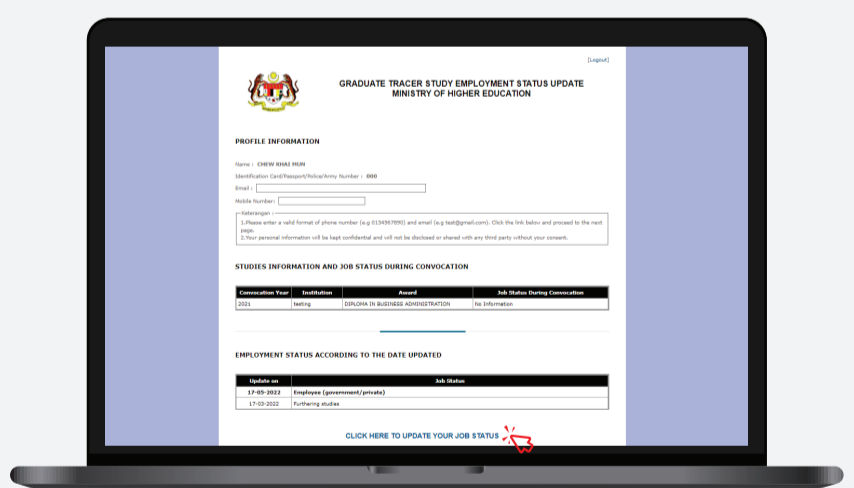 [Logout]
GRADUATE TRACER STUDY EMPLOYMENT STATUS UPDATE
MINISTRY OF HIGHER EDUCATION
PROFILE INFORMATION
Name : CHEW KHAI MUN
Identification Card/Passport/Police/Army Number : 000
Email :
Mobile Number:
Keterangan :
1.Please enter a valid format of phone number (e.g 0134567890) and email (e.g test@gmail.com). Click the link below and proceed to the next
page.
2.Your personal information will be kept confidential and will not be disclosed or shared with any third party without your consent.
STUDIES INFORMATION AND JOB STATUS DURING CONVOCATION
Convocation Year Institution Award Job Status During Convocation
2021 testing DIPLOMA IN BUSINESS ADMINISTRATION No Information
EMPLOYMENT STATUS ACCORDING TO THE DATE UPDATED
Update on Job Status
17-05-2022 Employee (government/private)
17-03-2022 Furthering studies
CLICK HERE TO UPDATE YOUR JOB STATUS